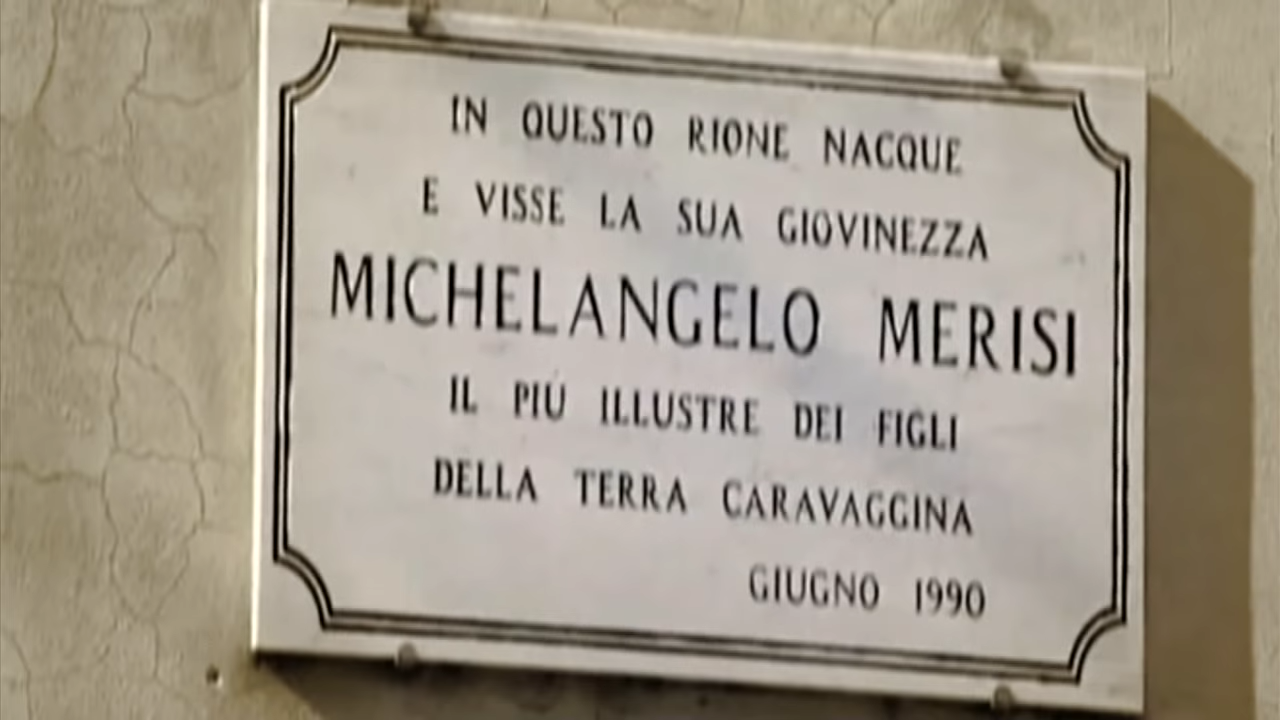 IN QUESTO RIONE NACQUE
E VISSE LA SUA GIOVINEZZA
MICHELANGELO MERISI
IL PIÙ ILLUSTRE DEI FIGLI
DELLA TERRA CARAVAGGINA
GIUGNO 1990